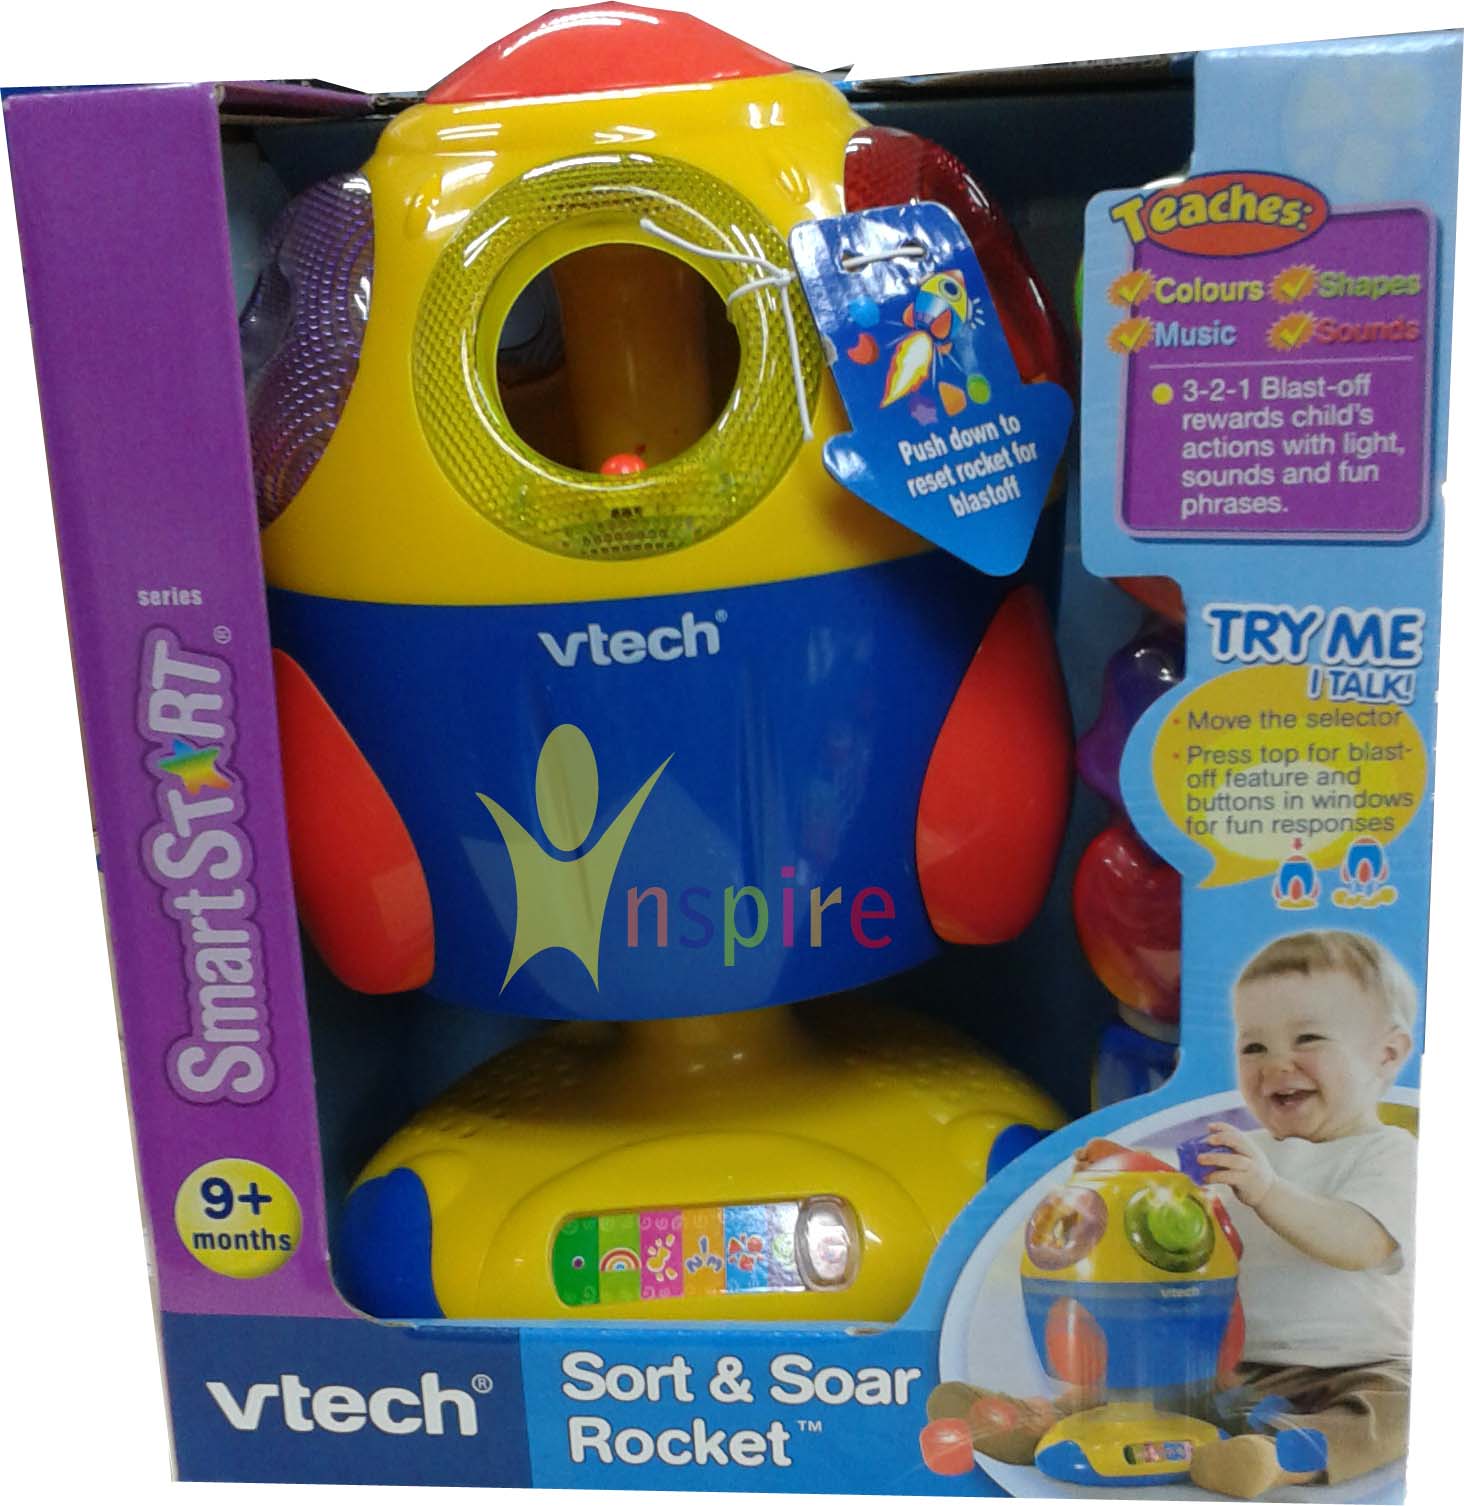 Teaches:
Colours Shapes
Music Sounds
3-2-1 Blast-off
rewards child's
actions with light,
sounds and fun
phrases.
Push down to
reset rocket for
blastoff
vtech®
series
SmartSTART®
TRY ME
I TALK!
• Move the selector
• Press top for blast-
off feature and
buttons in windows
for fun responses
nspire
9+
months
vtech
vtech®
Sort & Soar
Rocket™